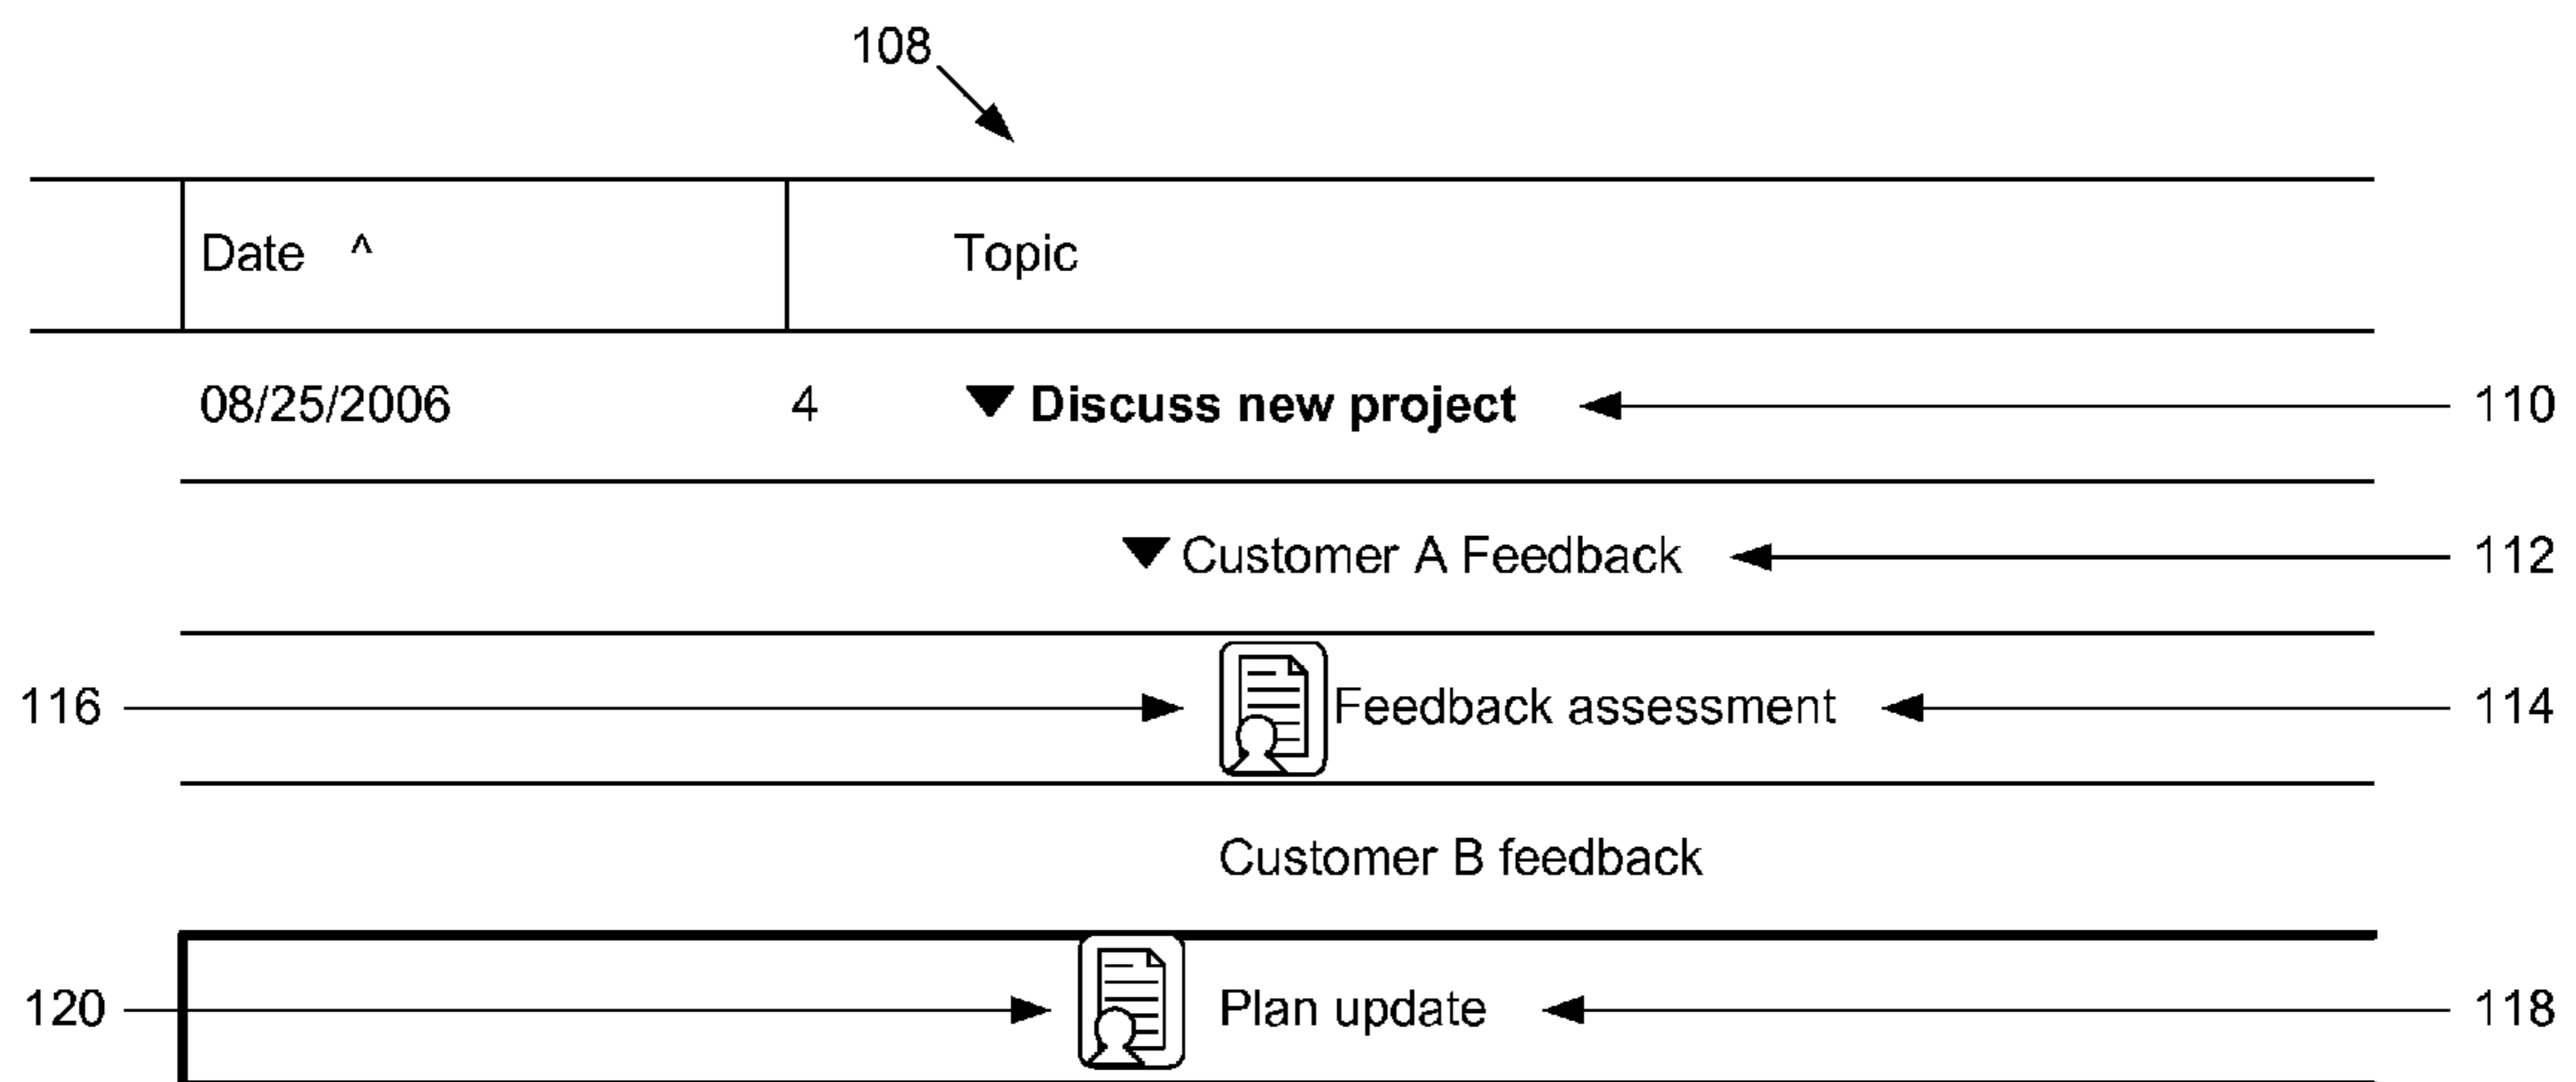 108
Date ^ Topic
08/25/2006 4 Discuss new project 110
Customer A Feedback 112
116 Feedback assessment 114
Customer B feedback
120 Plan update 118